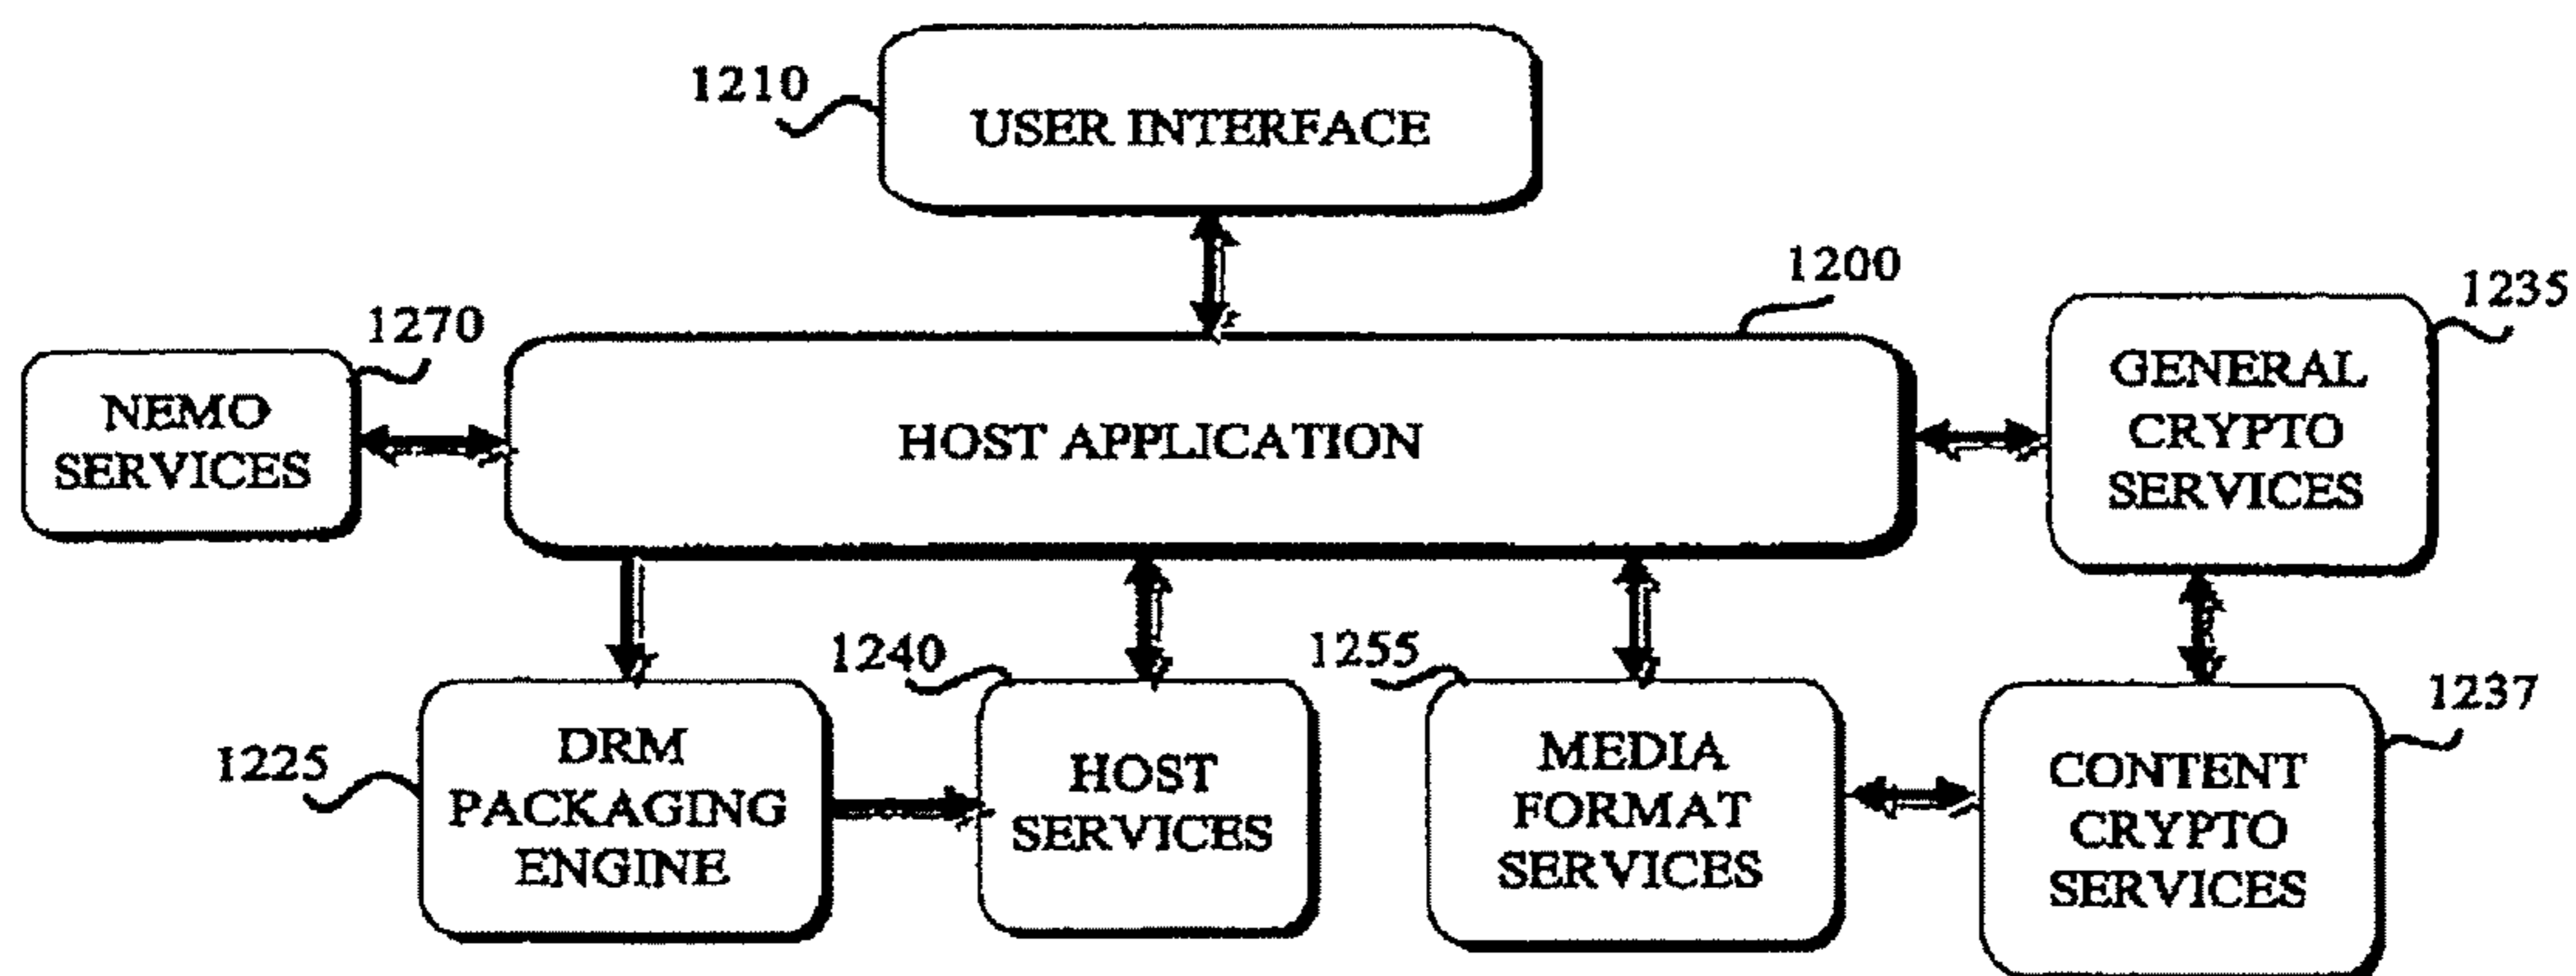 1210
USER INTERFACE
1200
1235
1270
NEMO
SERVICES
HOST APPLICATION
GENERAL
CRYPTO
SERVICES
1225
DRM
PACKAGING
ENGINE
1240
HOST
SERVICES
1255
MEDIA
FORMAT
SERVICES
1237
CONTENT
CRYPTO
SERVICES